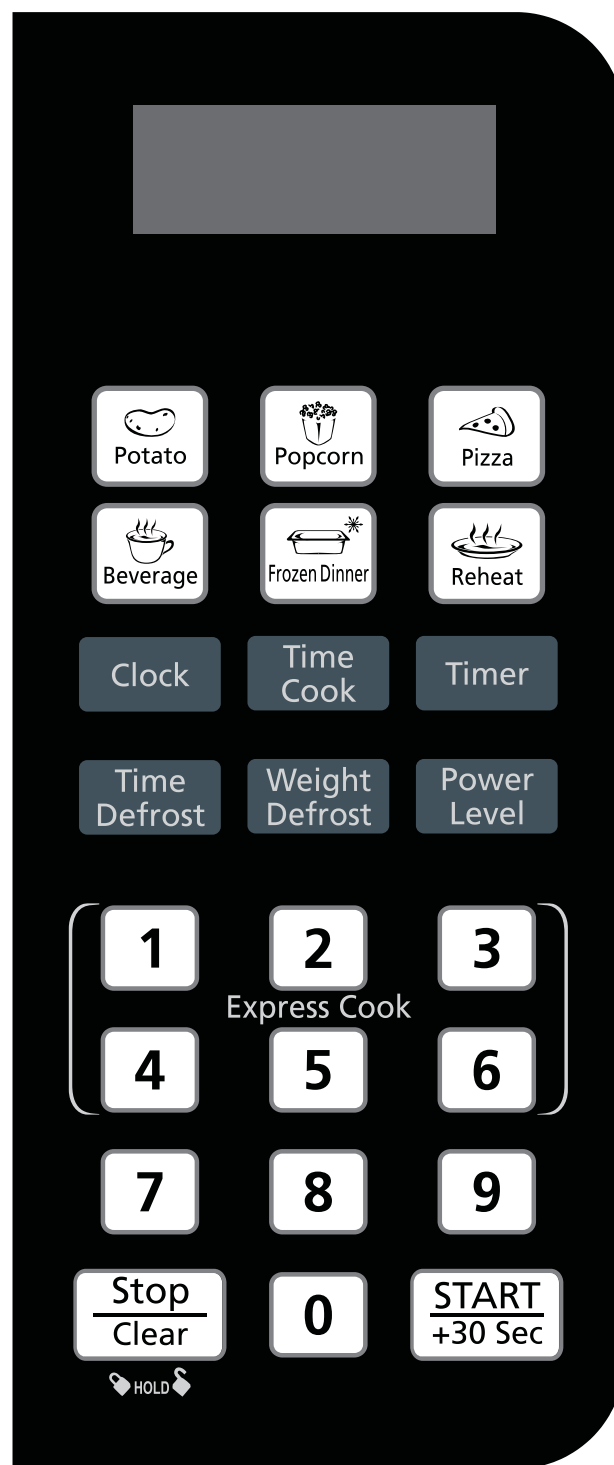 Potato
Popcorn
Pizza
Beverage
Frozen Dinner
Reheat
Clock
Time
Cook
Timer
Time
Defrost
Weight
Defrost
Power
Level
1
2
3
Express Cook
4
5
6
7
8
9
Stop
Clear
0
START
+30 Sec
HOLD